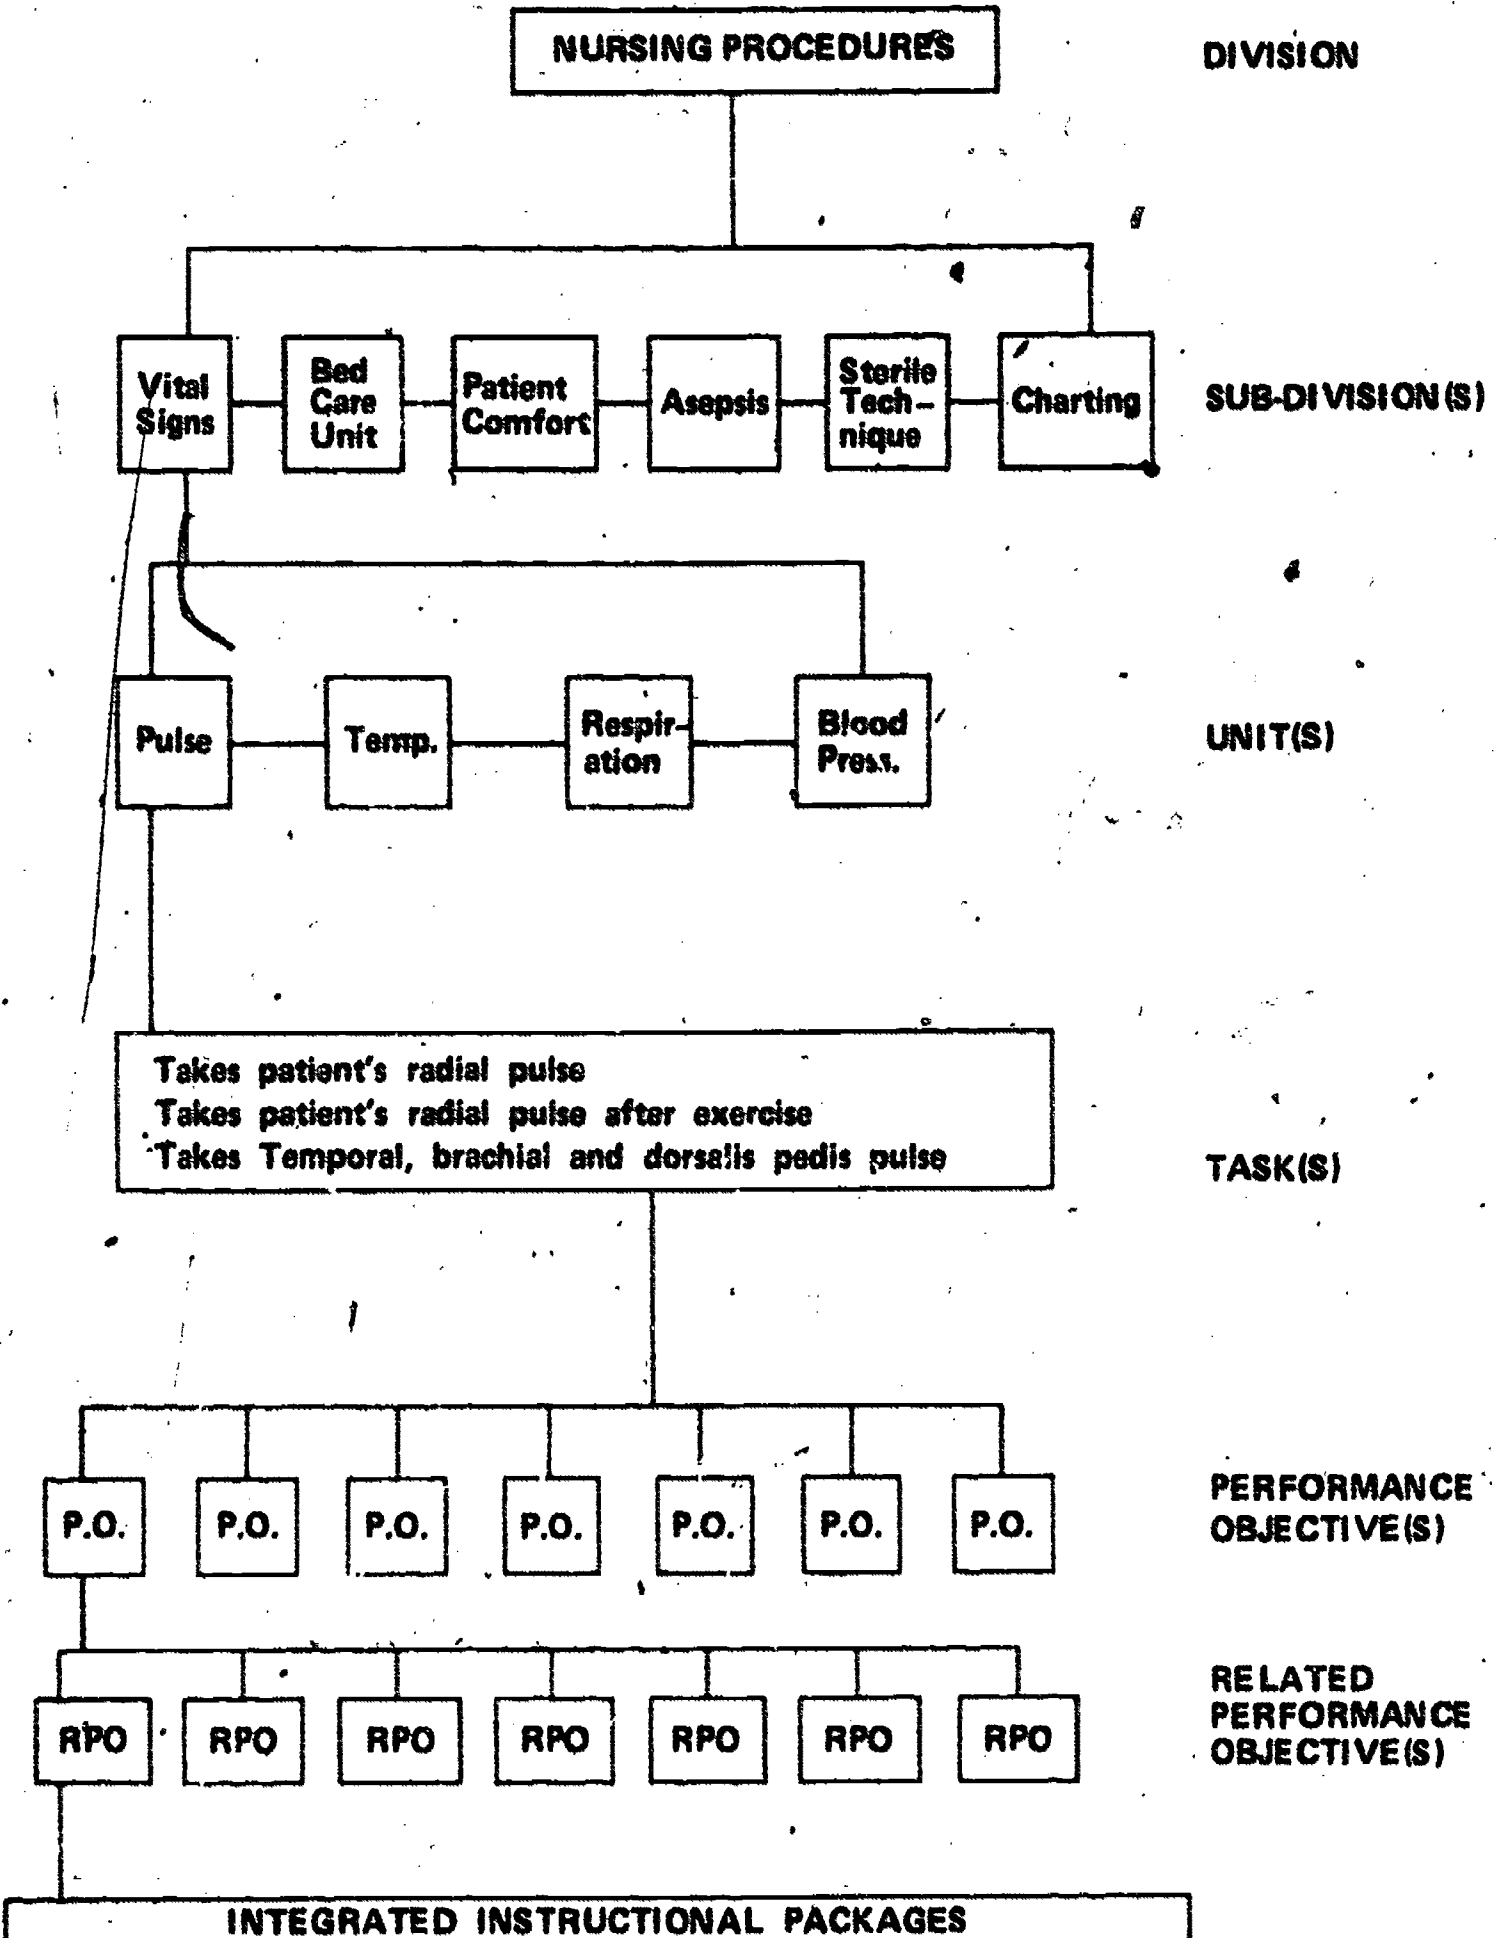 NURSING PROCEDURES
DIVISION
Vital
Signs
Bed
Care
Unit
Patient
Comfort
Asepsis
Sterile
Tech-
nique
Charting
SUB-DIVISION(S)
Pulse
Temp.
Respir-
ation
Blood
Press.
UNIT(S)
Takes patient's radial pulse
Takes patient's radial pulse after exercise
Takes Temporal, brachial and dorsalis pedis pulse
TASK(S)
P.O.
P.O.
P.O.
P.O.
P.O.
P.O.
P.O.
PERFORMANCE
OBJECTIVE(S)
RPO
RPO
RPO
RPO
RPO
RPO
RPO
RELATED
PERFORMANCE
OBJECTIVE(S)
INTEGRATED INSTRUCTIONAL PACKAGES